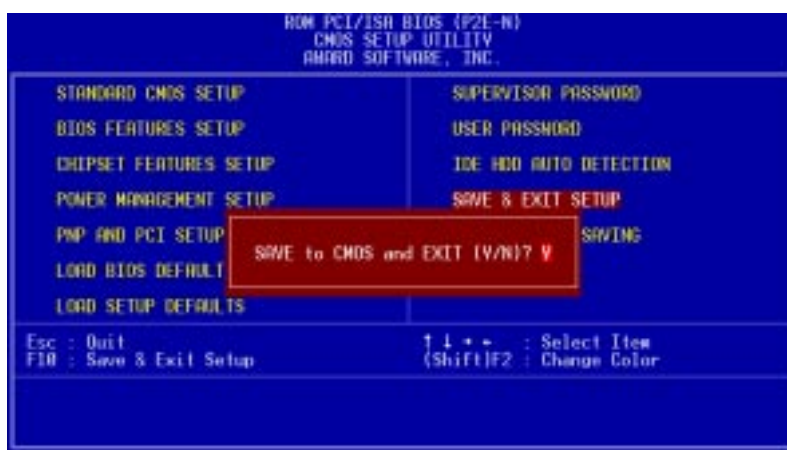 ROM PCI/ISA BIOS (P2E-N)
CMOS SETUP UTILITY
AWARD SOFTWARE, INC.
STANDARD CMOS SETUP
BIOS FEATURES SETUP
CHIPSET FEATURES SETUP
POWER MANAGEMENT SETUP
PNP AND PCI SETUP
LOAD BIOS DEFAULT
LOAD SETUP DEFAULTS
SUPERVISOR PASSWORD
USER PASSWORD
IDE HDD AUTO DETECTION
SAVE & EXIT SETUP
SAVING
SAVE to CMOS and EXIT (Y/N)? Y
Esc : Quit
F10 : Save & Exit Setup
↑ ↓ → ← : Select Item
(Shift)F2 : Change Color